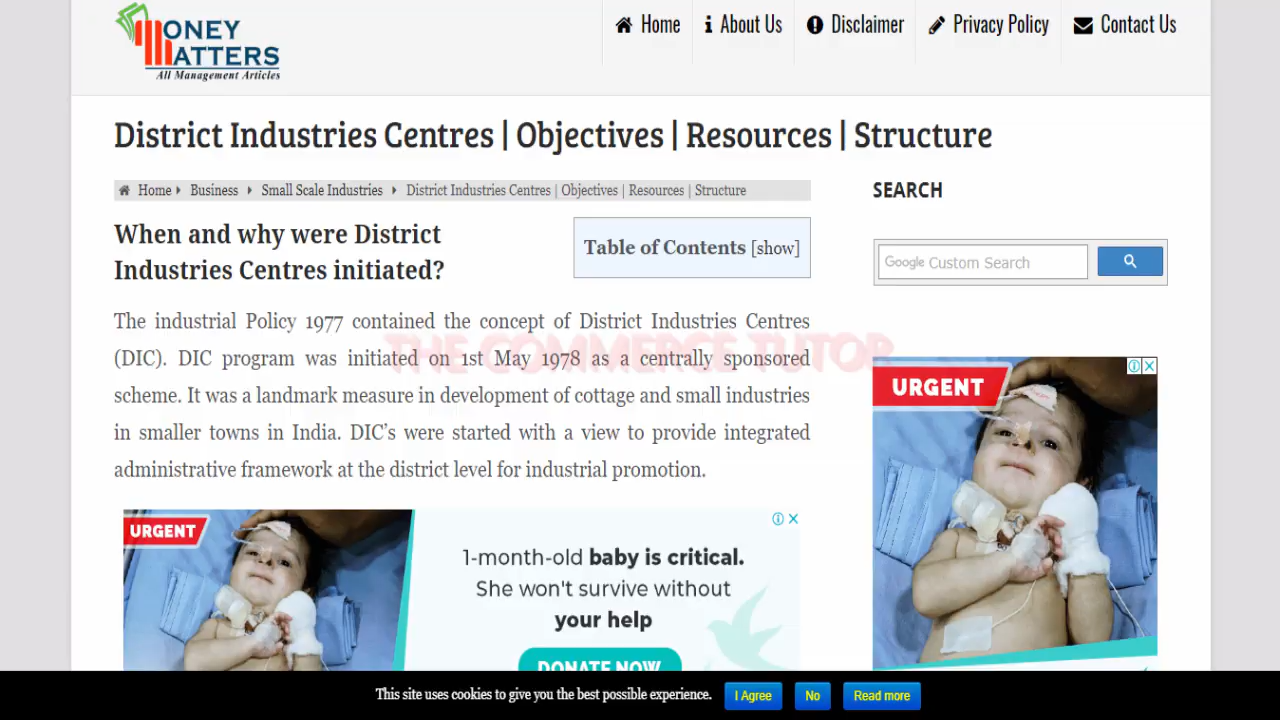 MONEY
MATTERS
All Management Articles
Home
About Us
Disclaimer
Privacy Policy
Contact Us
District Industries Centres | Objectives | Resources | Structure
Home
Business
Small Scale Industries
District Industries Centres | Objectives | Resources | Structure
SEARCH
When and why were District
Industries Centres initiated?
Table of Contents [show]
Google Custom Search
The industrial Policy 1977 contained the concept of District Industries Centres
(DIC). DIC program was initiated on 1st May 1978 as a centrally sponsored
scheme. It was a landmark measure in development of cottage and small industries
in smaller towns in India. DIC’s were started with a view to provide integrated
administrative framework at the district level for industrial promotion.
THE COMMERCE TUTOR
URGENT
URGENT
1-month-old baby is critical.
She won't survive without
your help
DONATE NOW
This site uses cookies to give you the best possible experience.
I Agree
No
Read more